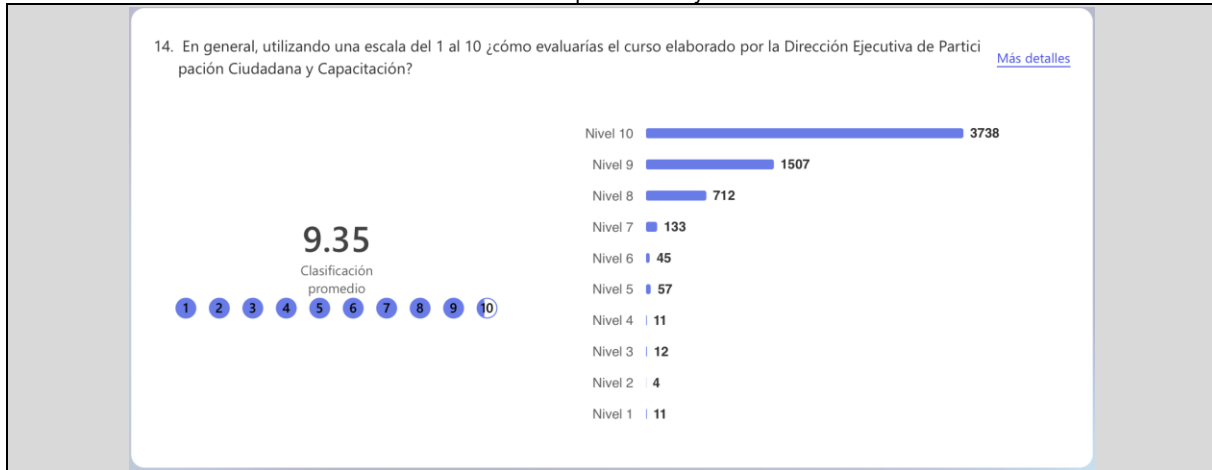 14. En general, utilizando una escala del 1 al 10 ¿cómo evaluarías el curso elaborado por la Dirección Ejecutiva de Partici
pación Ciudadana y Capacitación?
Más detalles
9.35
Clasificación
promedio
1 2 3 4 5 6 7 8 9 10
Nivel 10 3738
Nivel 9 1507
Nivel 8 712
Nivel 7 133
Nivel 6 45
Nivel 5 57
Nivel 4 11
Nivel 3 12
Nivel 2 4
Nivel 1 11